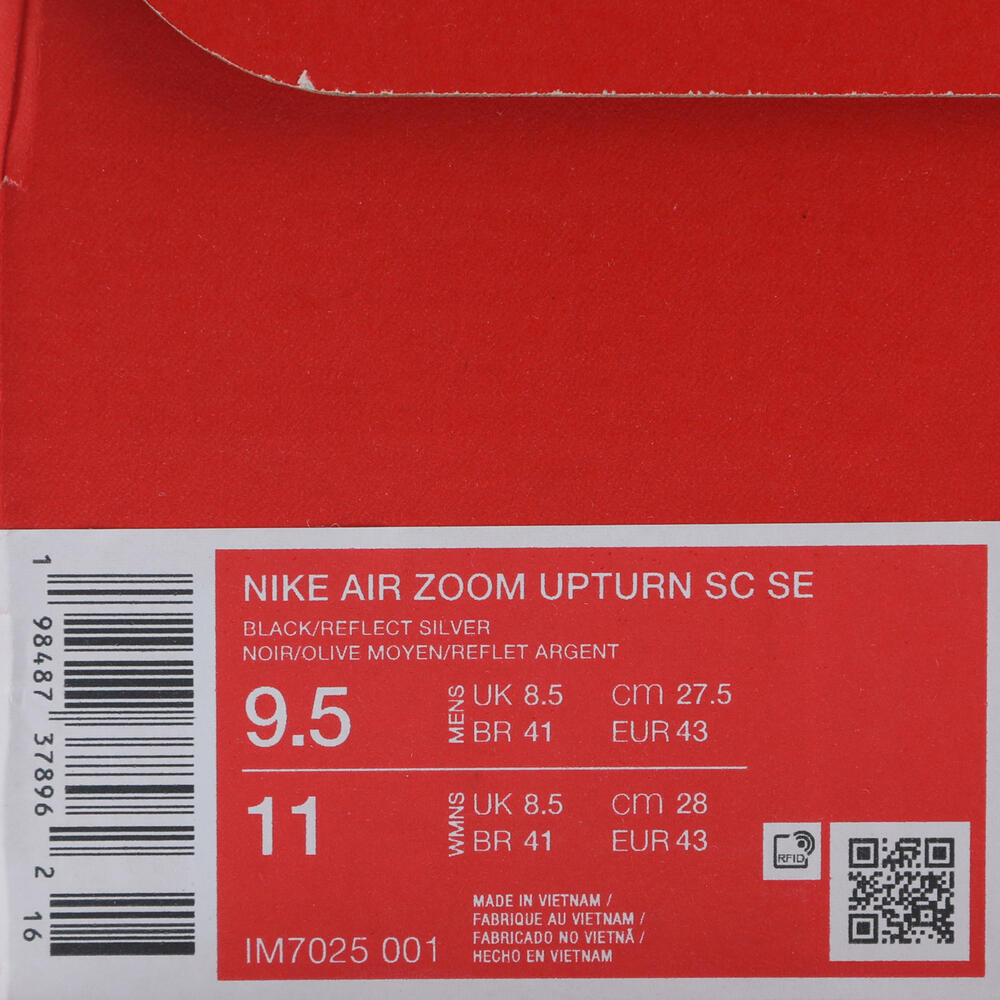 NIKE AIR ZOOM UPTURN SC SE
BLACK/REFLECT SILVER
NOIR/OLIVE MOYEN/REFLET ARGENT
9.5
MENS
UK 8.5 cm 27.5
BR 41 EUR 43
11
WMNS
UK 8.5 cm 28
BR 41 EUR 43
RFID
MADE IN VIETNAM /
FABRIQUE AU VIETNAM /
FABRICADO NO VIETNÃ /
HECHO EN VIETNAM
IM7025 001
1 98487 37896 2 16